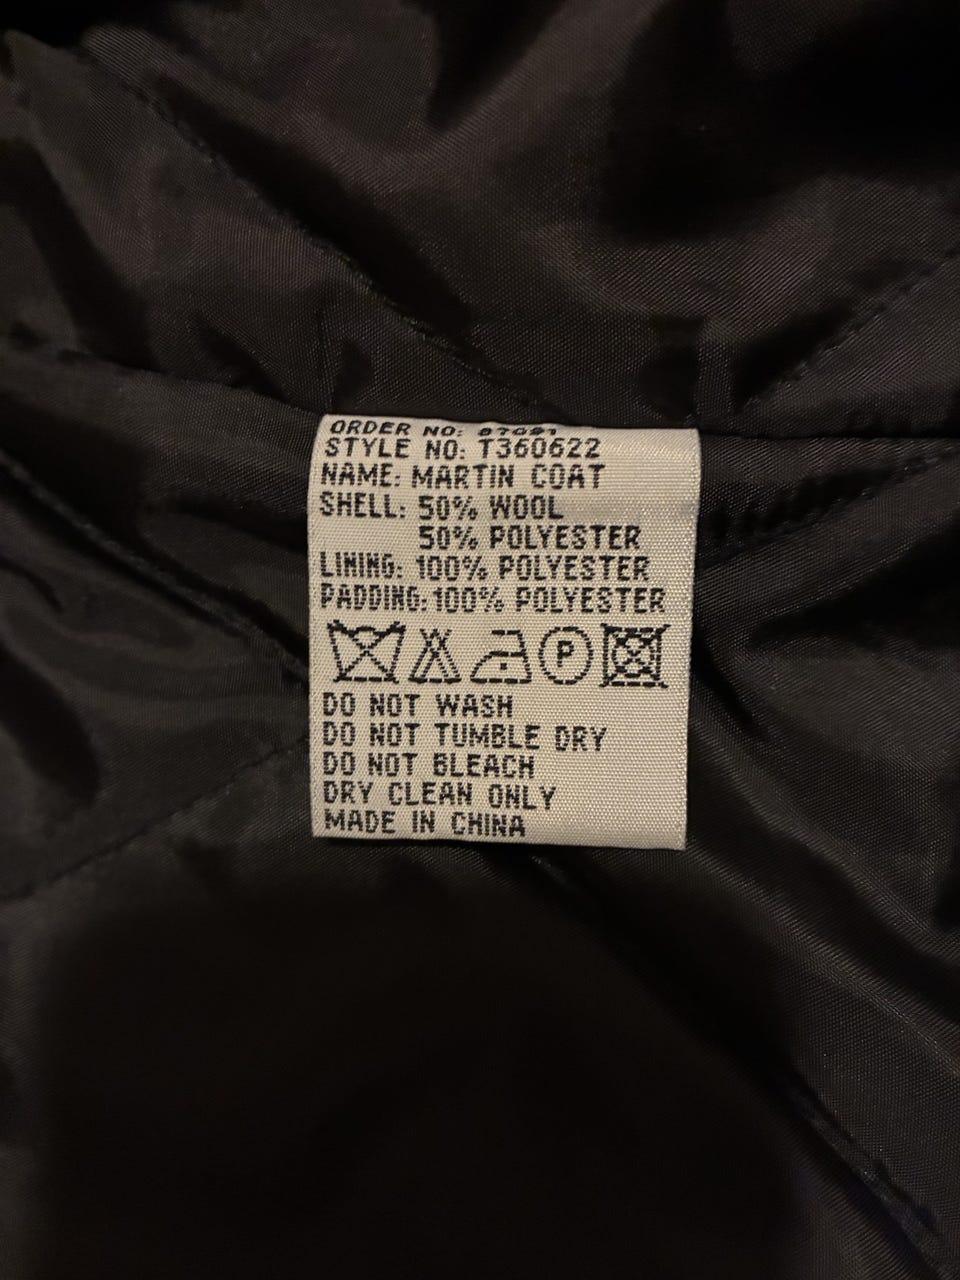 ORDER NO:
STYLE NO: T360622
NAME: MARTIN COAT
SHELL: 50% WOOL
50% POLYESTER
LINING: 100% POLYESTER
PADDING: 100% POLYESTER
P
DO NOT WASH
DO NOT TUMBLE DRY
DO NOT BLEACH
DRY CLEAN ONLY
MADE IN CHINA